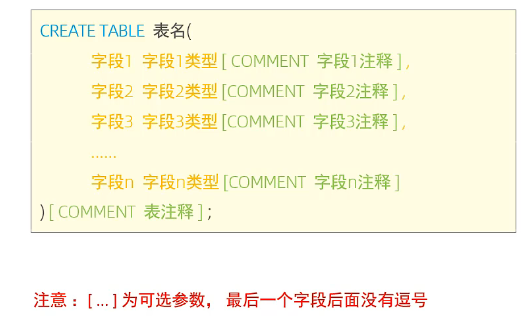 CREATE TABLE 表名(
字段1 字段1类型[ COMMENT 字段1注释 ] ,
字段2 字段2类型[COMMENT 字段2注释 ] ,
字段3 字段3类型[COMMENT 字段3注释 ] ,
......
字段n 字段n类型[COMMENT 字段n注释 ]
)[ COMMENT 表注释 ] ;
注意：[ ... ] 为可选参数，最后一个字段后面没有逗号